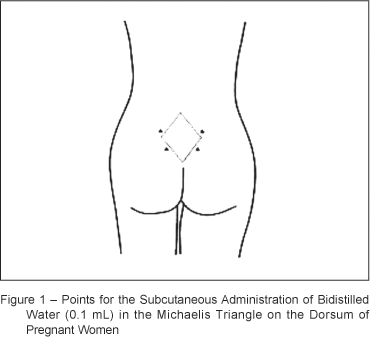 Figure 1 – Points for the Subcutaneous Administration of Bidistilled
Water (0.1 mL) in the Michaelis Triangle on the Dorsum of
Pregnant Women